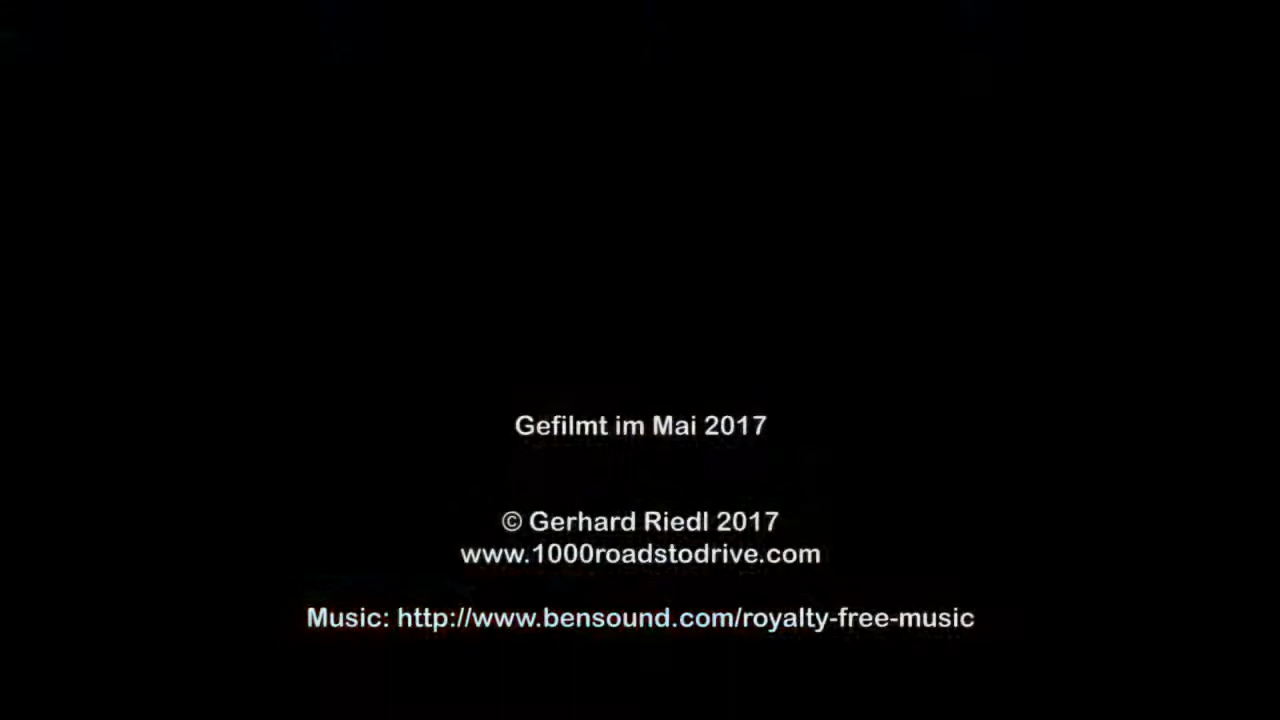 Gefilmt im Mai 2017
© Gerhard Riedl 2017
www.1000roadstodrive.com
Music: http://www.bensound.com/royalty-free-music